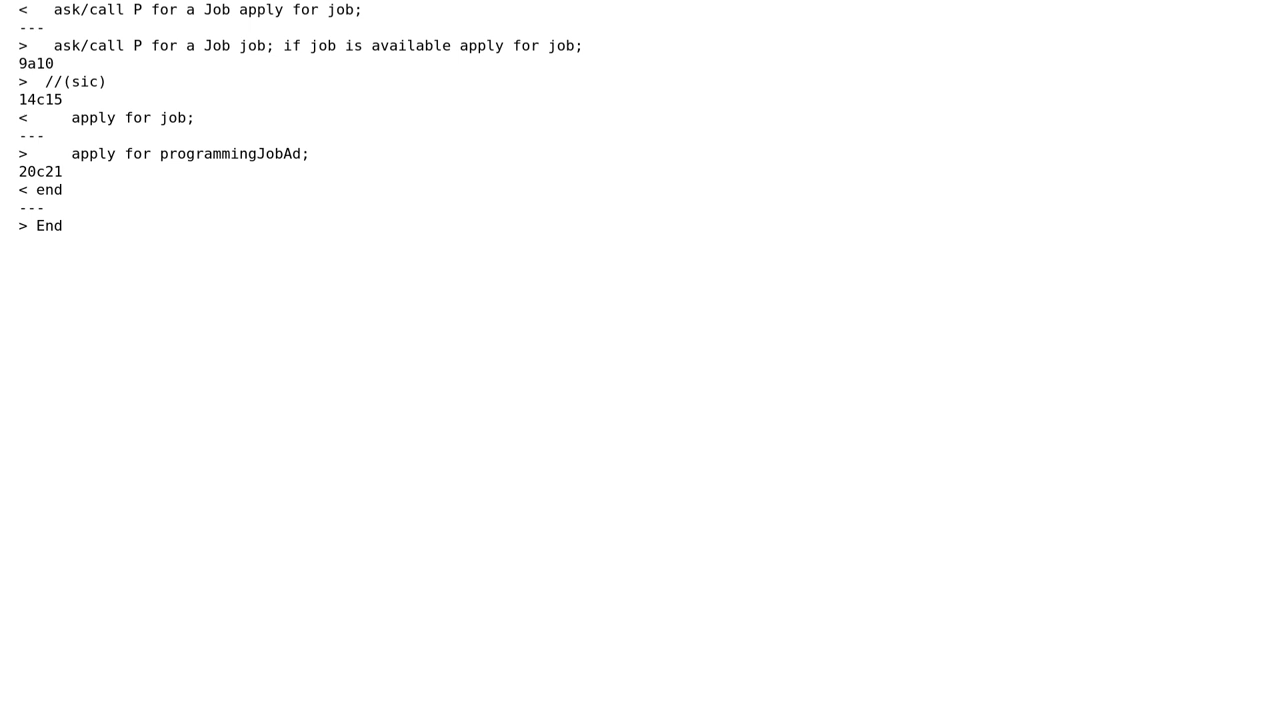 <   ask/call P for a Job apply for job;
---
>   ask/call P for a Job job; if job is available apply for job;
9a10
>  //(sic)
14c15
<     apply for job;
---
>     apply for programmingJobAd;
20c21
< end
---
> End